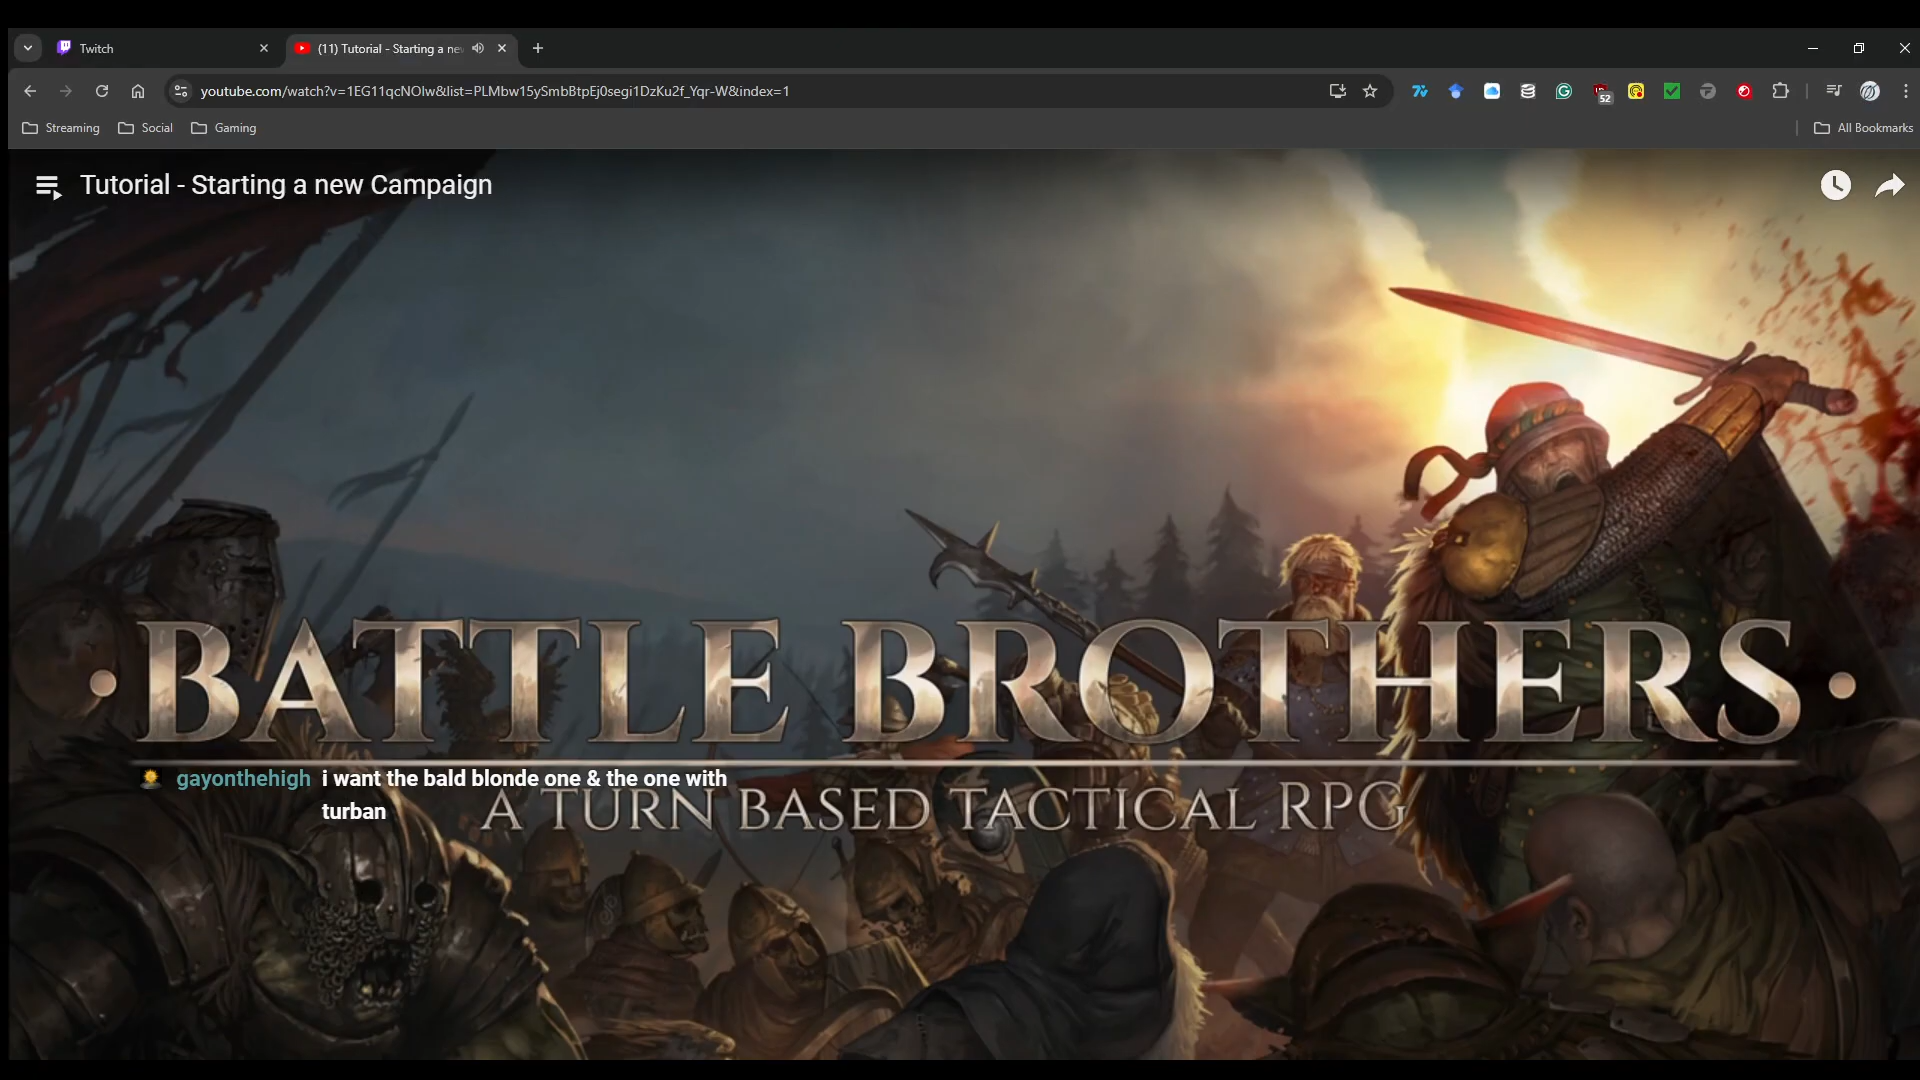 Twitch
(11) Tutorial - Starting a ne
youtube.com/watch?v=1EG11qcNOlw&list=PLMbw15ySmbBtpEj0segi1DzKu2f_Yqr-W&index=1
52
Streaming
Social
Gaming
All Bookmarks
Tutorial - Starting a new Campaign
BATTLE BROTHERS
gayonthehigh i want the bald blonde one & the one with
turban
A TURN BASED TACTICAL RPG